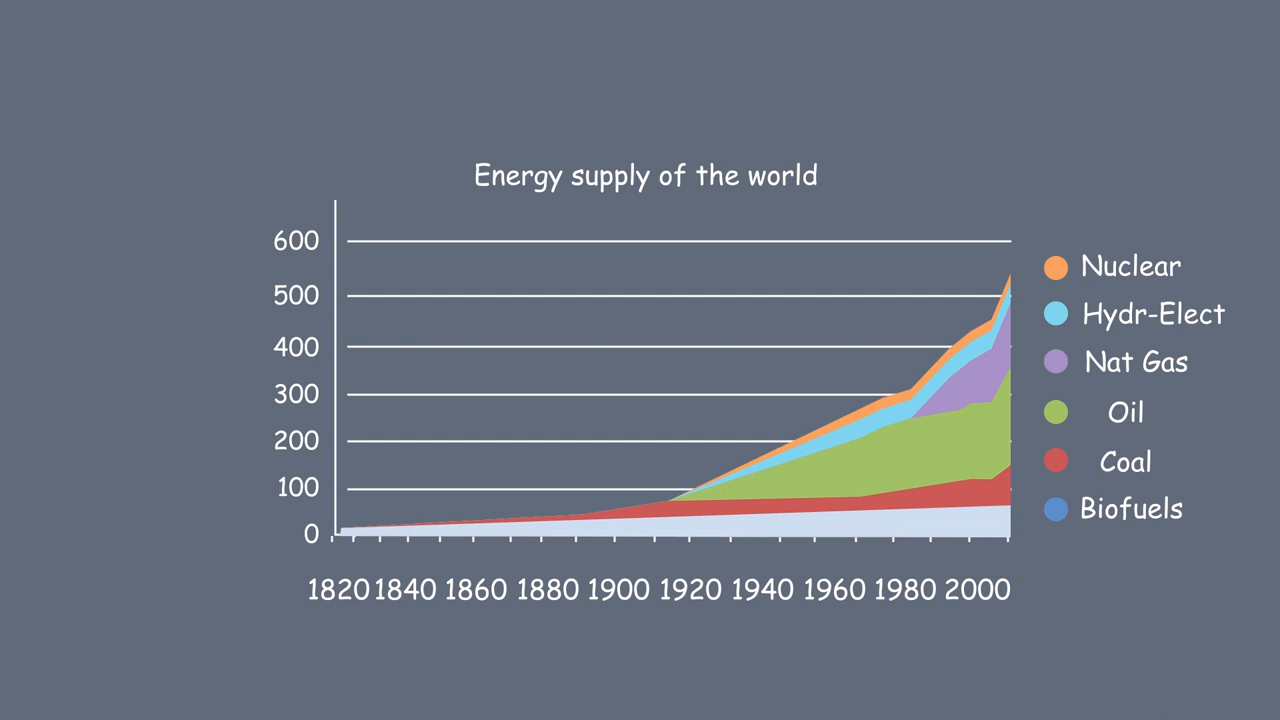 Energy supply of the world
600
500
400
300
200
100
0
1820 1840 1860 1880 1900 1920 1940 1960 1980 2000
Nuclear
Hydr-Elect
Nat Gas
Oil
Coal
Biofuels